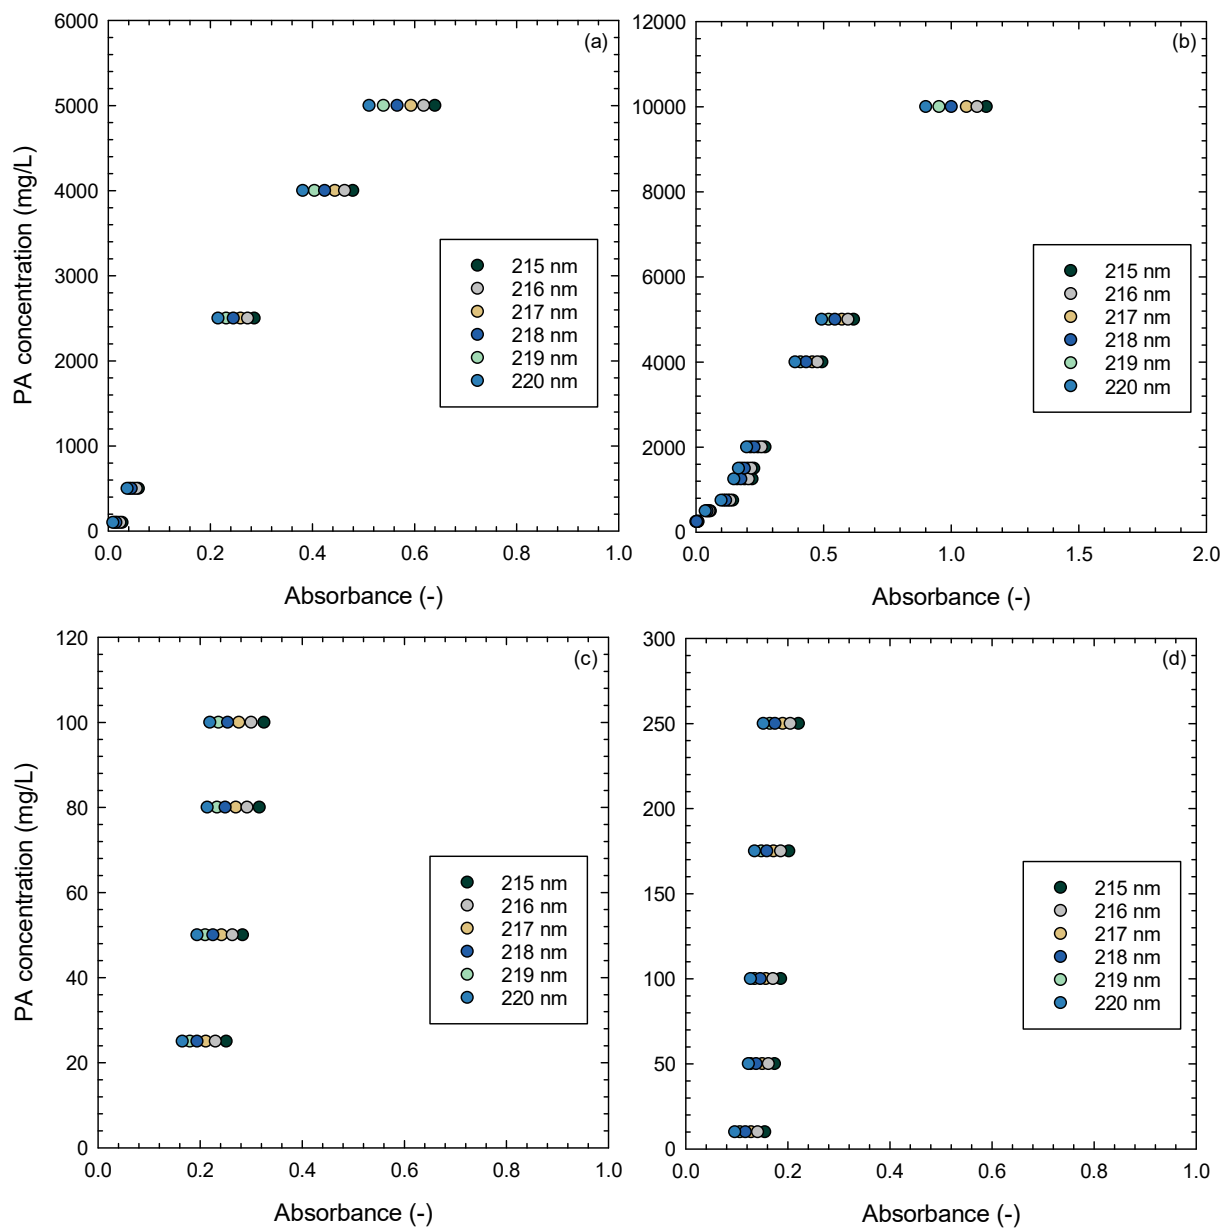 (a)
6000
5000
4000
3000
2000
1000
0
PA concentration (mg/L)
215 nm
216 nm
217 nm
218 nm
219 nm
220 nm
0.0 0.2 0.4 0.6 0.8 1.0
Absorbance (-)
(b)
12000
10000
8000
6000
4000
2000
0
215 nm
216 nm
217 nm
218 nm
219 nm
220 nm
0.0 0.5 1.0 1.5 2.0
Absorbance (-)
(c)
120
100
80
60
40
20
0
PA concentration (mg/L)
215 nm
216 nm
217 nm
218 nm
219 nm
220 nm
0.0 0.2 0.4 0.6 0.8 1.0
Absorbance (-)
(d)
300
250
200
150
100
50
0
215 nm
216 nm
217 nm
218 nm
219 nm
220 nm
0.0 0.2 0.4 0.6 0.8 1.0
Absorbance (-)